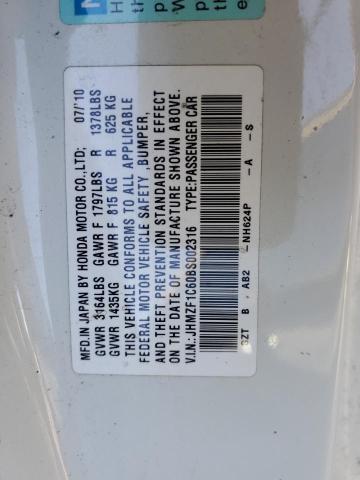 MFD.IN JAPAN BY HONDA MOTOR CO.,LTD; 07/'10
GVWR 3164LBS GAWR F 1797LBS R 1378LBS
GVWR 1435KG GAWR F 815 KG R 625 KG
THIS VEHICLE CONFORMS TO ALL APPLICABLE
FEDERAL MOTOR VEHICLE SAFETY ,BUMPER,
AND THEFT PREVENTION STANDARDS IN EFFECT
ON THE DATE OF MANUFACTURE SHOWN ABOVE.
V.I.N.:JHMZF1C60BS002316 TYPE:PASSENGER CAR
SZT B AB2 -NH624P -A -S